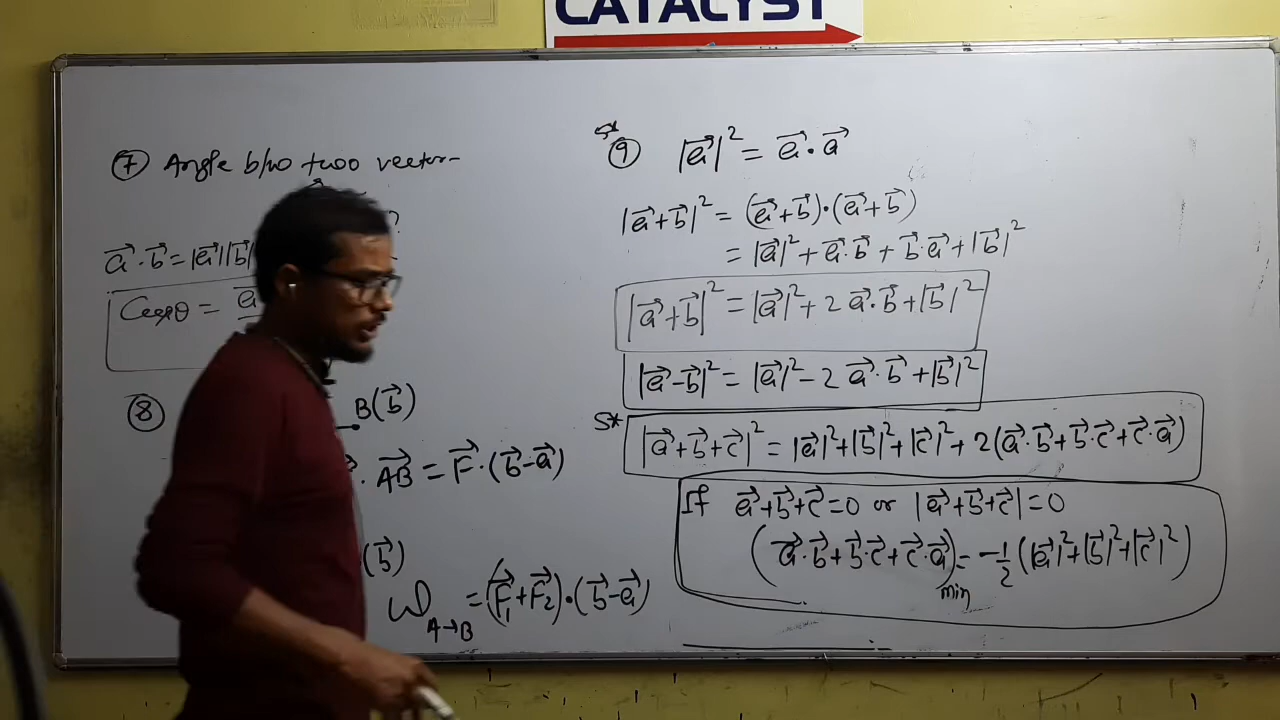 CATALYST
⑦ Angle b/w two vector-
?
a⃗·b⃗ = |a⃗||b⃗|
Cosθ = a⃗
⑧
B(b⃗)
. AB⃗ = F⃗·(b⃗-a⃗)
(b⃗)
W A→B = (F⃗₁+F⃗₂)·(b⃗-a⃗)
5*
⑨ |a⃗|² = a⃗·a⃗
|a⃗+b⃗|² = (a⃗+b⃗)·(a⃗+b⃗)
= |a⃗|² + a⃗·b⃗ + b⃗·a⃗ + |b⃗|²
|a⃗+b⃗|² = |a⃗|² + 2 a⃗·b⃗ + |b⃗|²
|a⃗-b⃗|² = |a⃗|² - 2 a⃗·b⃗ + |b⃗|²
5* |a⃗+b⃗+c⃗|² = |a⃗|²+|b⃗|²+|c⃗|² + 2(a⃗·b⃗+b⃗·c⃗+c⃗·a⃗)
If a⃗+b⃗+c⃗=0 or |a⃗+b⃗+c⃗|=0
(a⃗·b⃗+b⃗·c⃗+c⃗·a⃗)min = -1/2 (|a⃗|²+|b⃗|²+|c⃗|²)